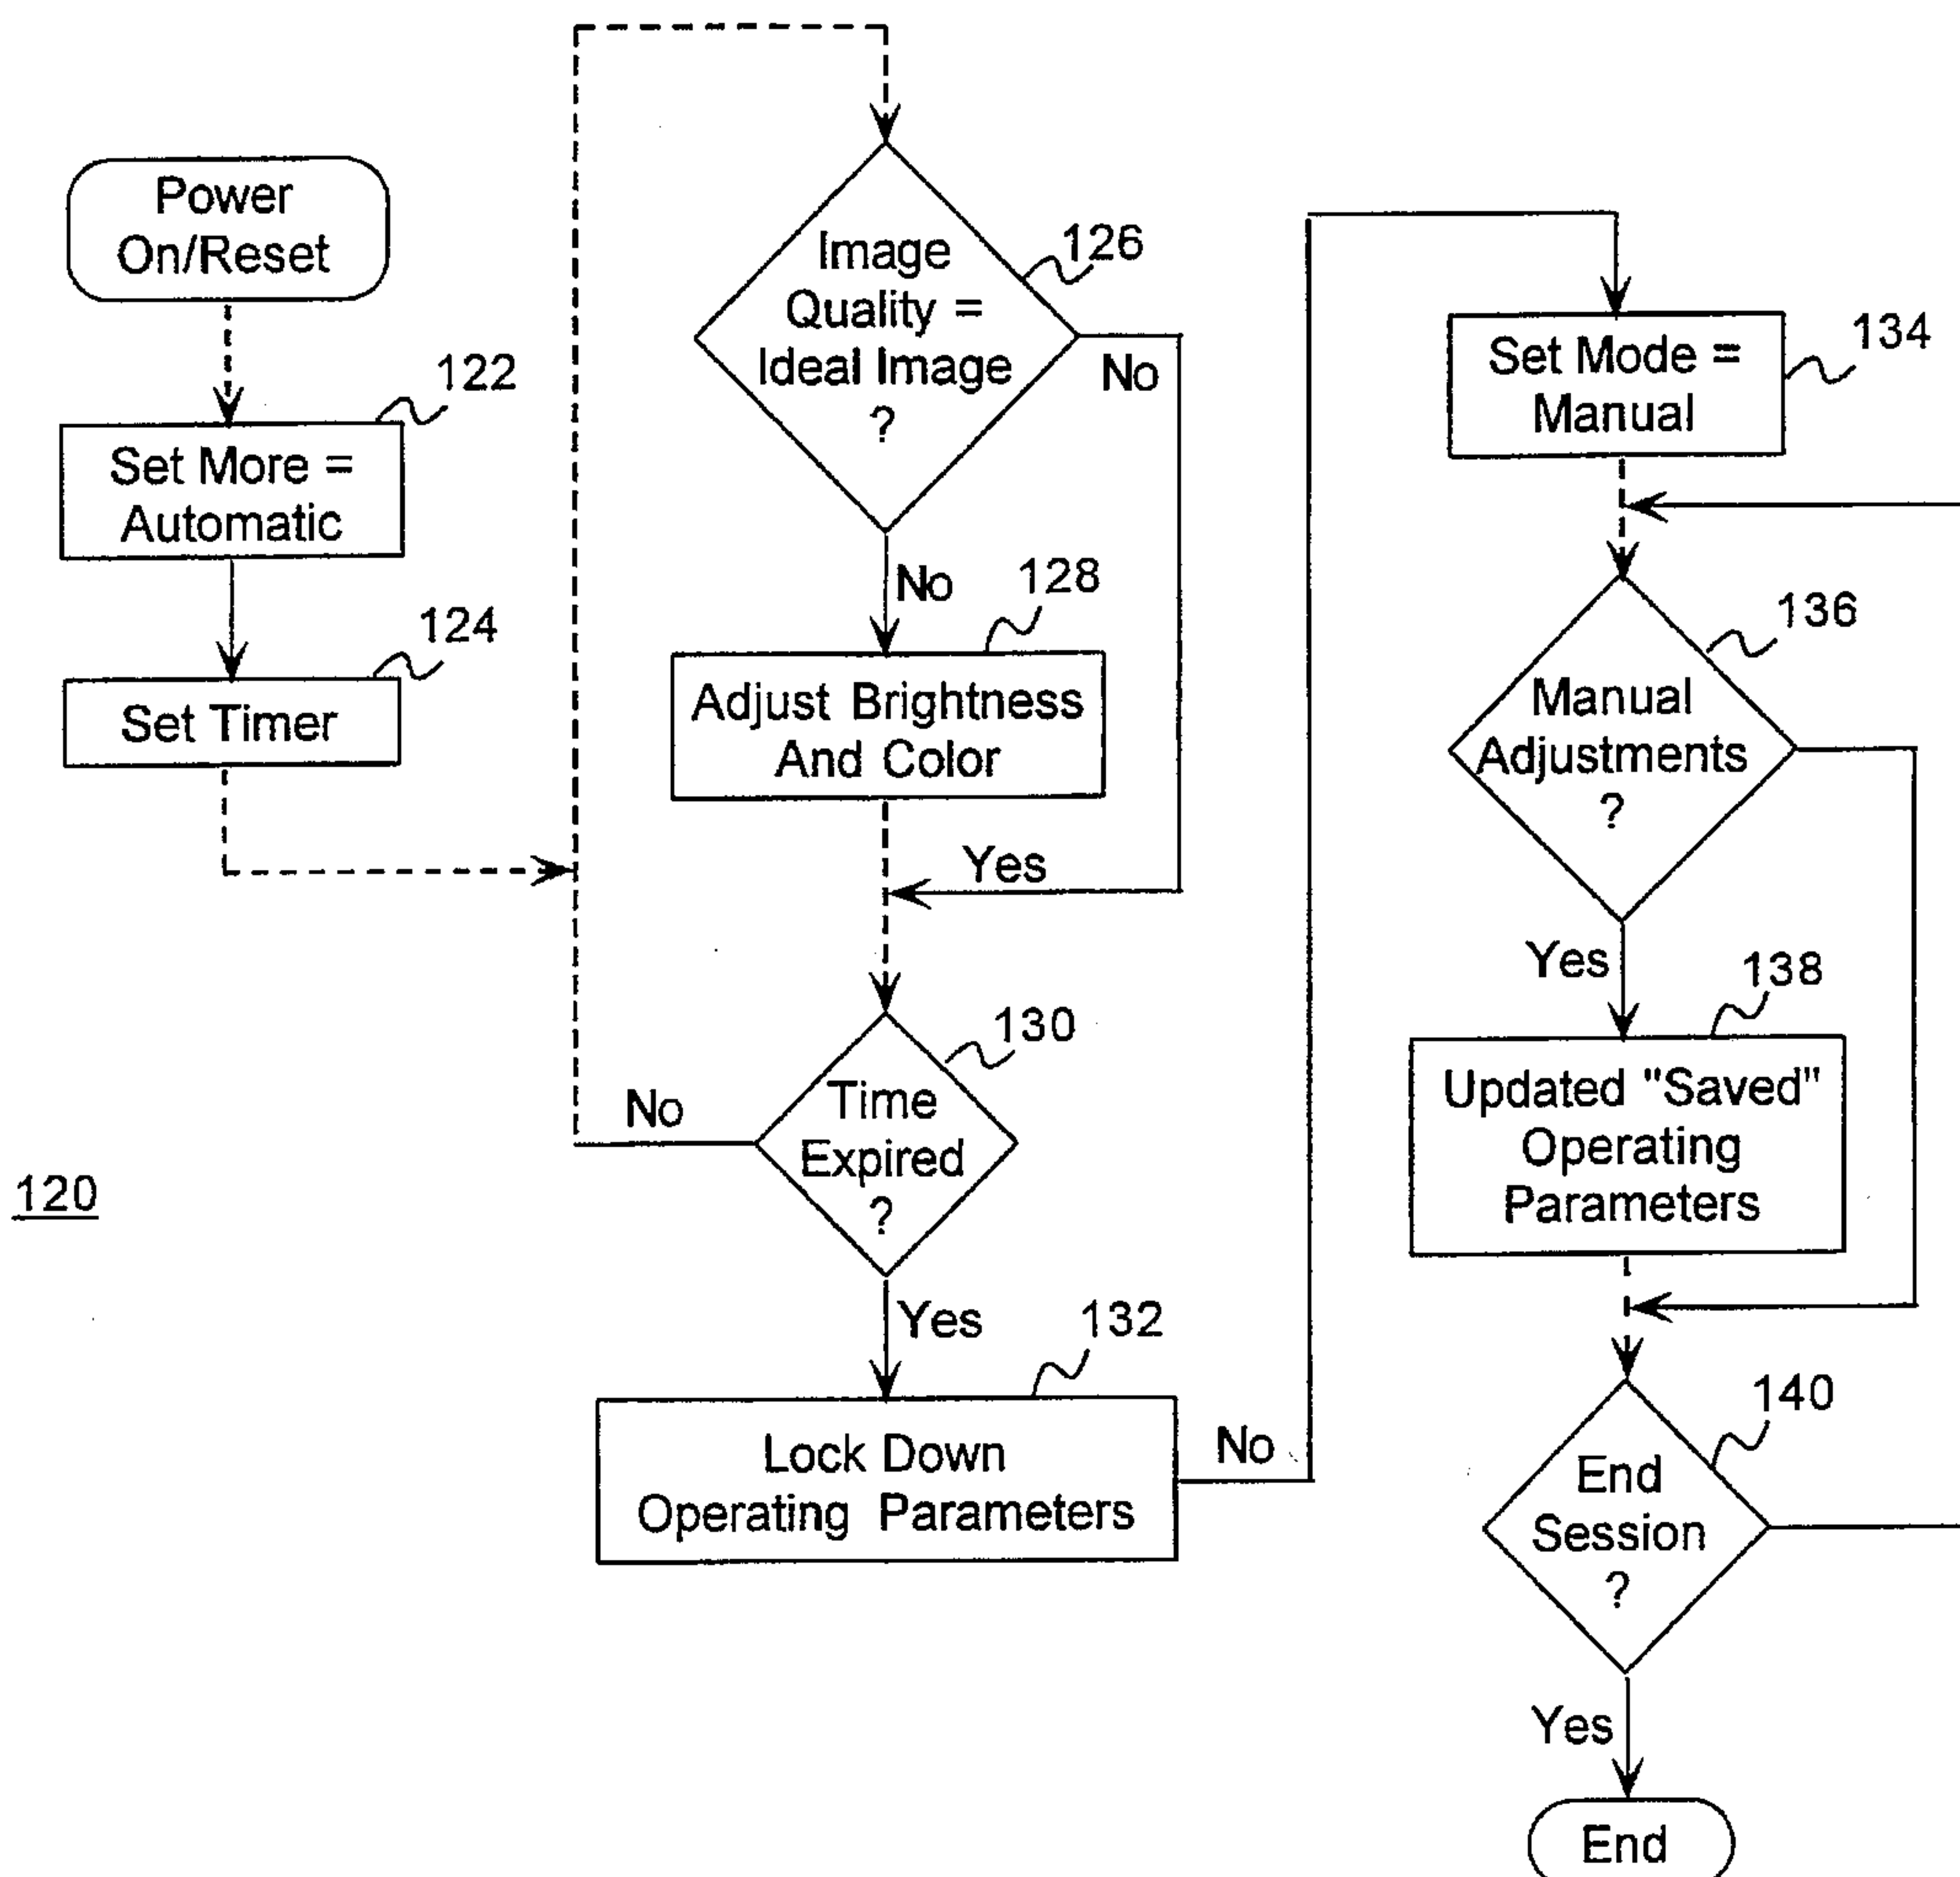 Power
On/Reset
122
Set More =
Automatic
124
Set Timer
120
126
Image
Quality =
Ideal Image
?
No
No
128
Adjust Brightness
And Color
Yes
130
Time
Expired
?
No
Yes
132
Lock Down
Operating Parameters
No
134
Set Mode =
Manual
136
Manual
Adjustments
?
Yes
138
Updated "Saved"
Operating
Parameters
140
End
Session
?
Yes
End